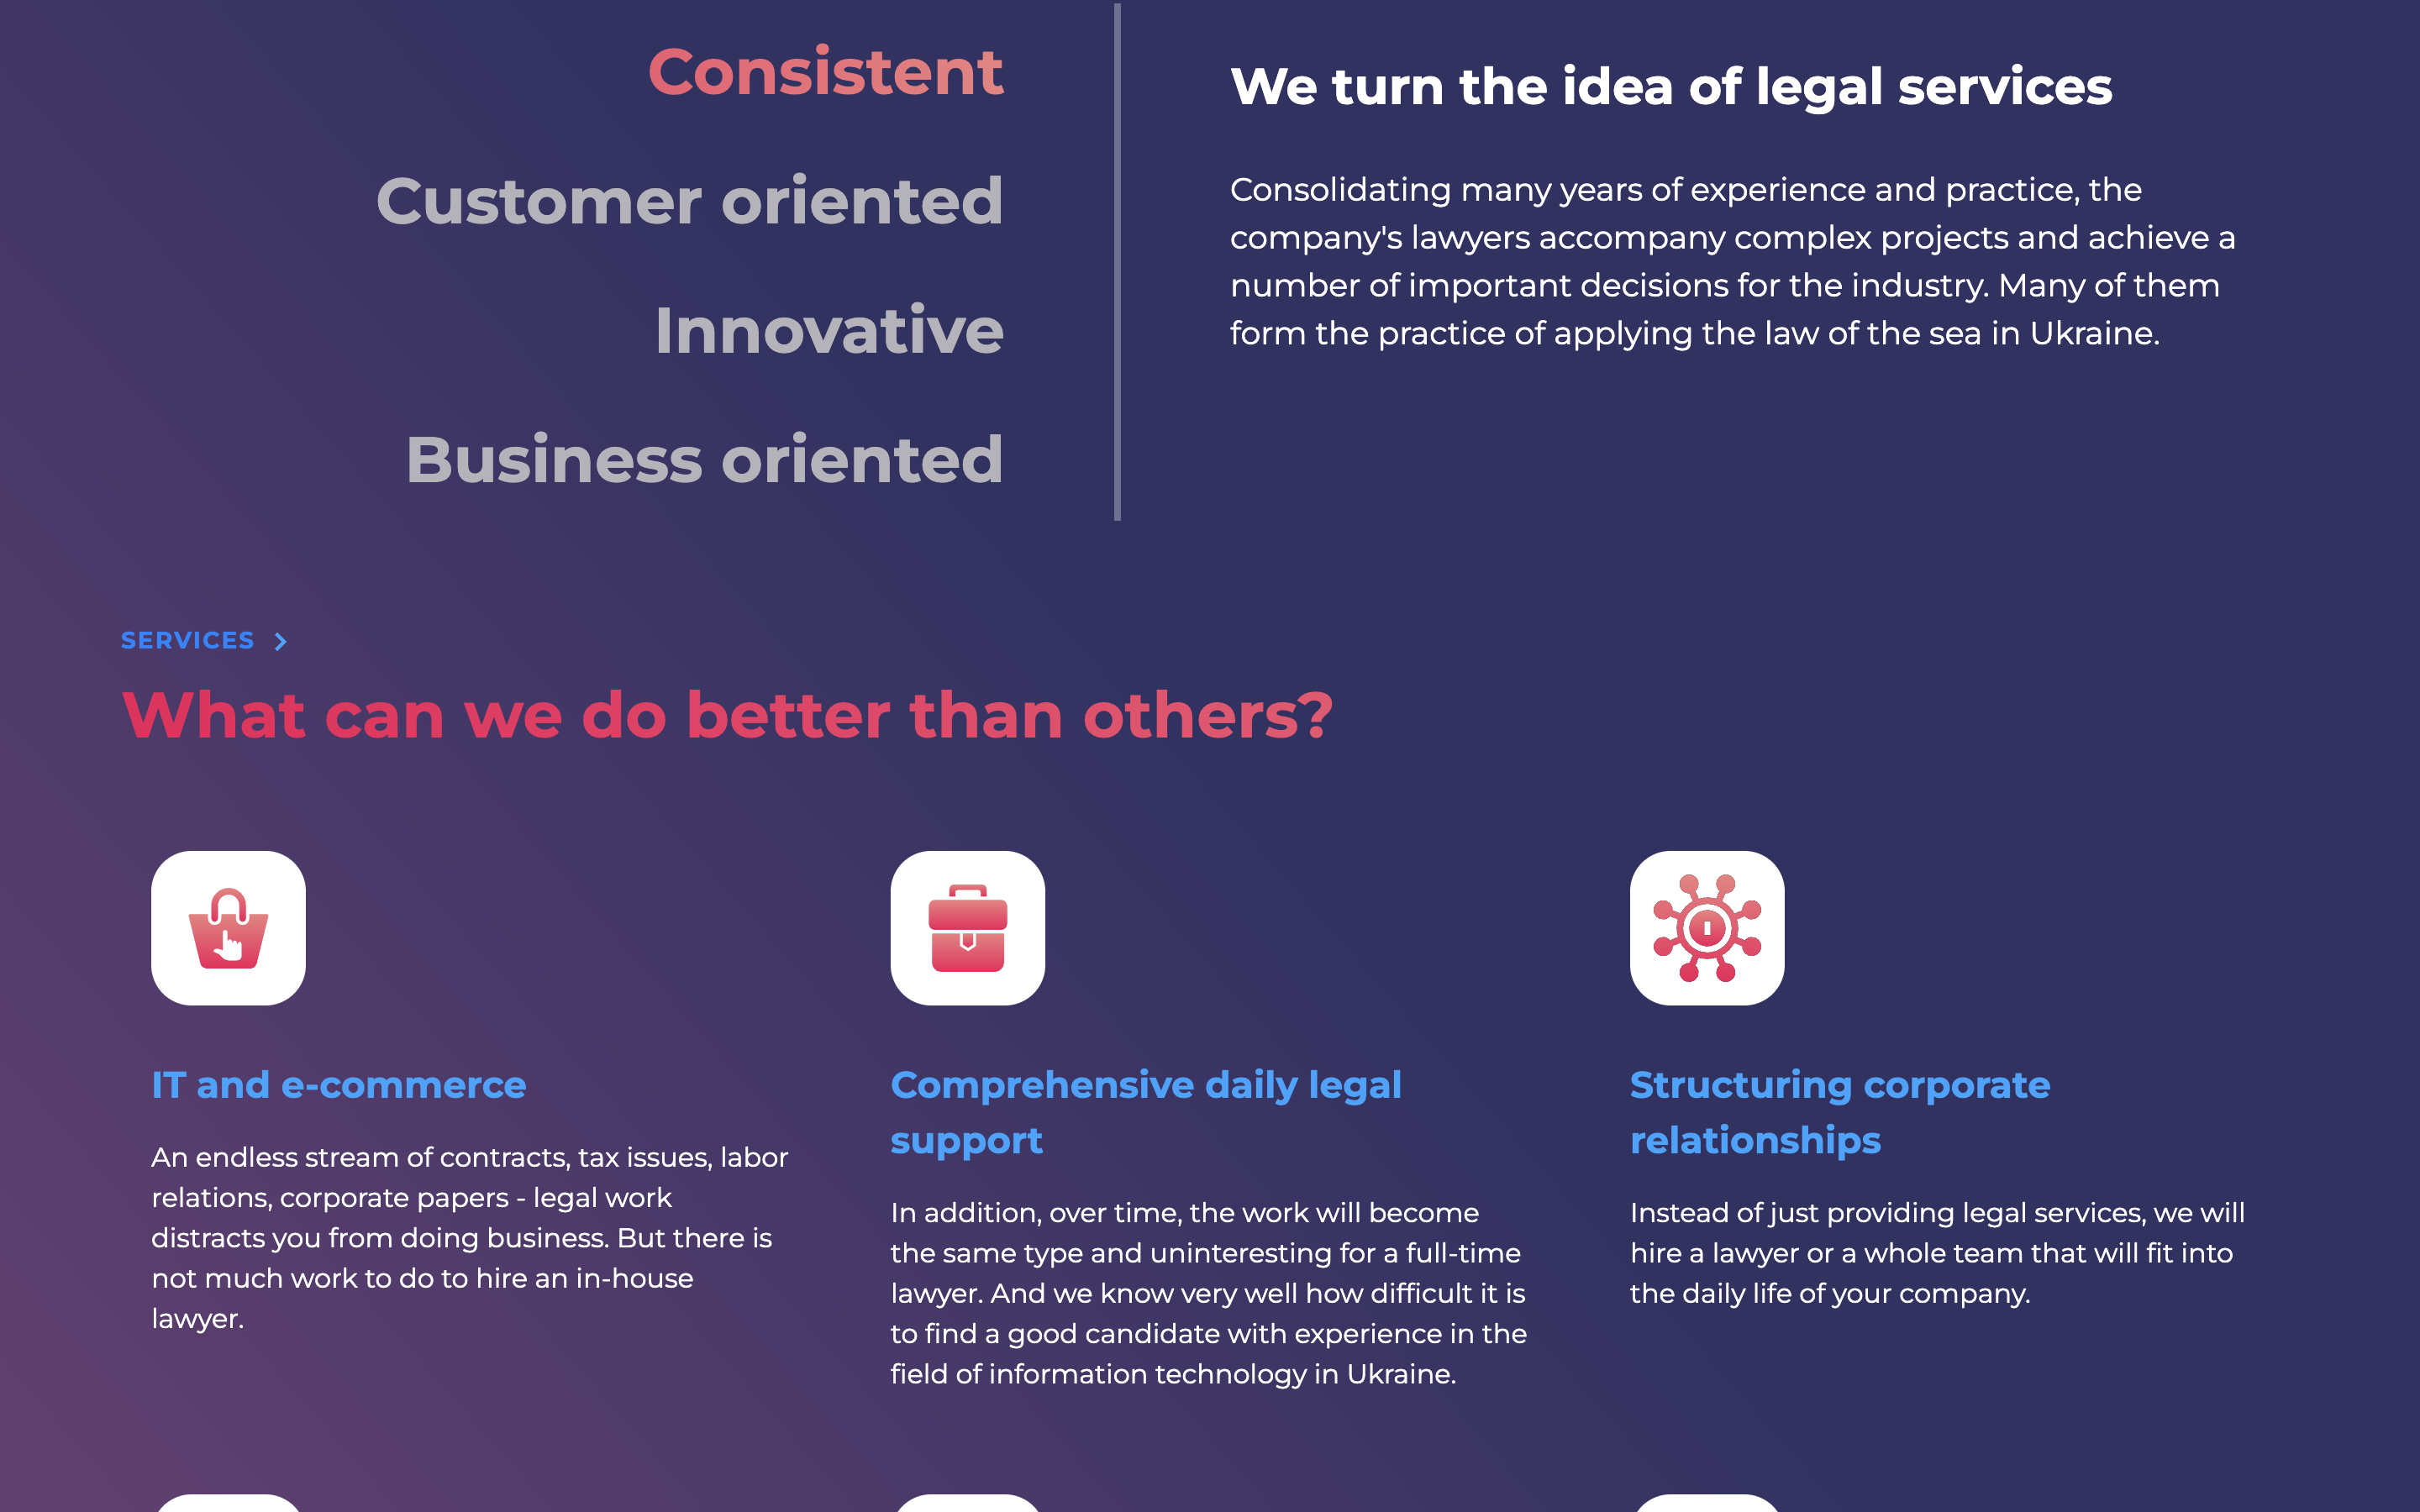 Consistent
Customer oriented
Innovative
Business oriented
We turn the idea of legal services
Consolidating many years of experience and practice, the
company's lawyers accompany complex projects and achieve a
number of important decisions for the industry. Many of them
form the practice of applying the law of the sea in Ukraine.
SERVICES
What can we do better than others?
IT and e-commerce
An endless stream of contracts, tax issues, labor
relations, corporate papers - legal work
distracts you from doing business. But there is
not much work to do to hire an in-house
lawyer.
Comprehensive daily legal
support
In addition, over time, the work will become
the same type and uninteresting for a full-time
lawyer. And we know very well how difficult it is
to find a good candidate with experience in the
field of information technology in Ukraine.
Structuring corporate
relationships
Instead of just providing legal services, we will
hire a lawyer or a whole team that will fit into
the daily life of your company.